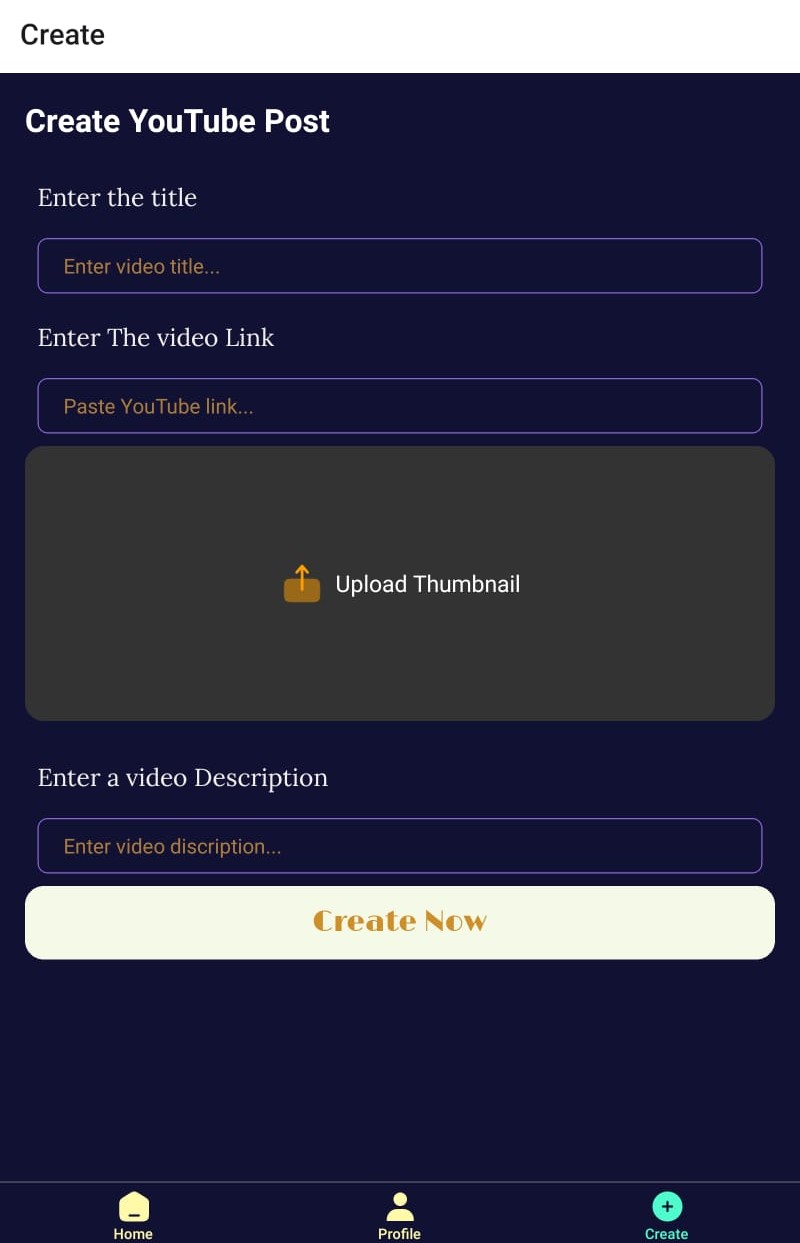 Create
Create YouTube Post
Enter the title
Enter video title...
Enter The video Link
Paste YouTube link...
Upload Thumbnail
Enter a video Description
Enter video discription...
Create Now
Home
Profile
Create